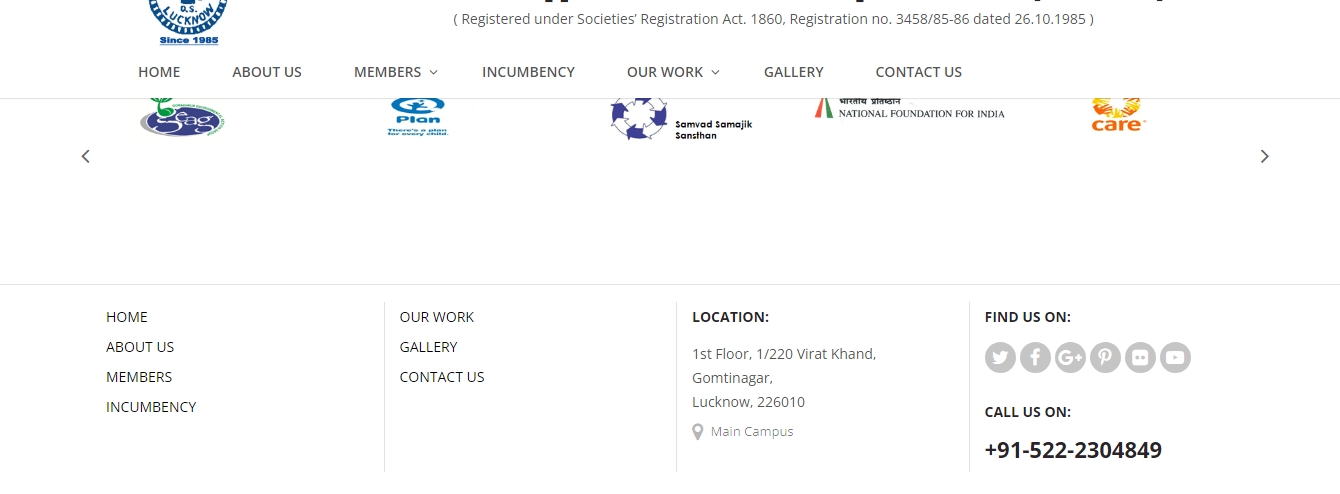 D.S.
LUCKNOW
Since 1985
( Registered under Societies’ Registration Act. 1860, Registration no. 3458/85-86 dated 26.10.1985 )
HOME ABOUT US MEMBERS INCUMBENCY OUR WORK GALLERY CONTACT US
geag
Plan
There's a plan
for every child.
Samvad Samajik
Sansthan
भारतीय प्रतिष्ठान
NATIONAL FOUNDATION FOR INDIA
care
HOME
ABOUT US
MEMBERS
INCUMBENCY
OUR WORK
GALLERY
CONTACT US
LOCATION:
1st Floor, 1/220 Virat Khand,
Gomtinagar,
Lucknow, 226010
Main Campus
FIND US ON:
CALL US ON:
+91-522-2304849